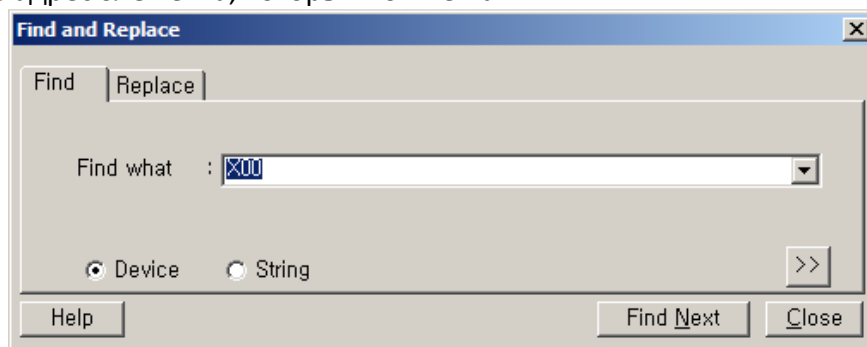 Find and Replace
Find Replace
Find what : X00
Device String >>
Help Find Next Close